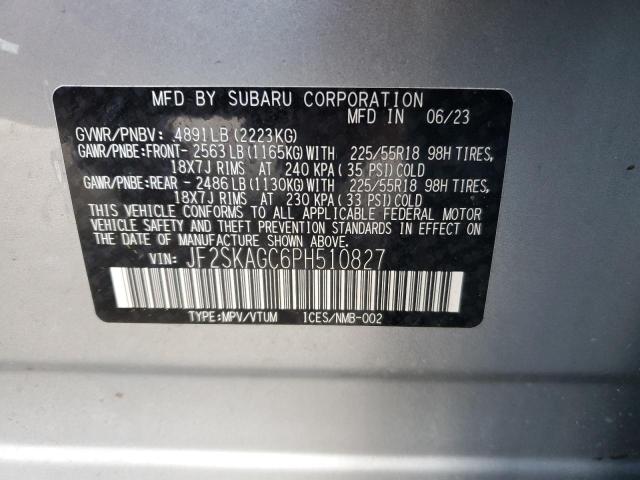 MFD BY SUBARU CORPORATION
MFD IN 06/23
GVWR/PNBV: 4891LB(2223KG)
GAWR/PNBE:FRONT- 2563LB(1165KG)WITH 225/55R18 98H TIRES,
18X7J RIMS AT 240 KPA( 35 PSI)COLD
GAWR/PNBE:REAR - 2486LB(1130KG)WITH 225/55R18 98H TIRES,
18X7J RIMS AT 230 KPA( 33 PSI)COLD
THIS VEHICLE CONFORMS TO ALL APPLICABLE FEDERAL MOTOR
VEHICLE SAFETY AND THEFT PREVENTION STANDARDS IN EFFECT ON
THE DATE OF MANUFACTURE SHOWN ABOVE.
VIN: JF2SKAGC6PH510827
TYPE:MPV/VTUM ICES/NMB-002